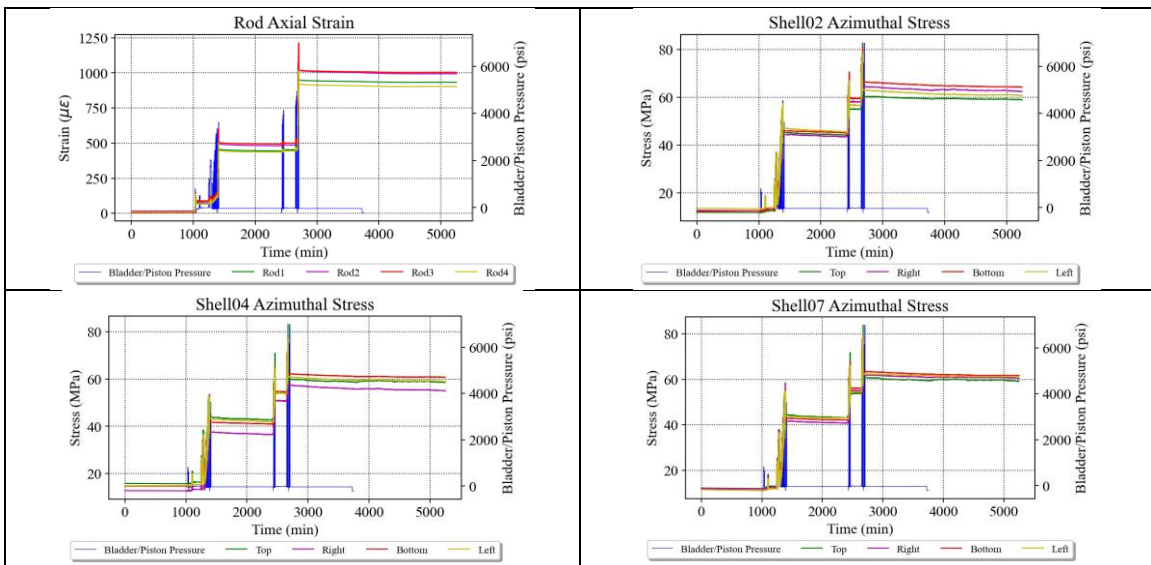 Rod Axial Strain
1250
1000
750
500
250
0
Strain (με)
6000
4000
2000
0
Bladder/Piston Pressure (psi)
0 1000 2000 3000 4000 5000
Time (min)
Bladder/Piston Pressure Rod1 Rod2 Rod3 Rod4
Shell02 Azimuthal Stress
80
60
40
20
Stress (MPa)
6000
4000
2000
0
Bladder/Piston Pressure (psi)
0 1000 2000 3000 4000 5000
Time (min)
Bladder/Piston Pressure Top Right Bottom Left
Shell04 Azimuthal Stress
80
60
40
20
Stress (MPa)
6000
4000
2000
0
Bladder/Piston Pressure (psi)
0 1000 2000 3000 4000 5000
Time (min)
Bladder/Piston Pressure Top Right Bottom Left
Shell07 Azimuthal Stress
80
60
40
20
Stress (MPa)
6000
4000
2000
0
Bladder/Piston Pressure (psi)
0 1000 2000 3000 4000 5000
Time (min)
Bladder/Piston Pressure Top Right Bottom Left